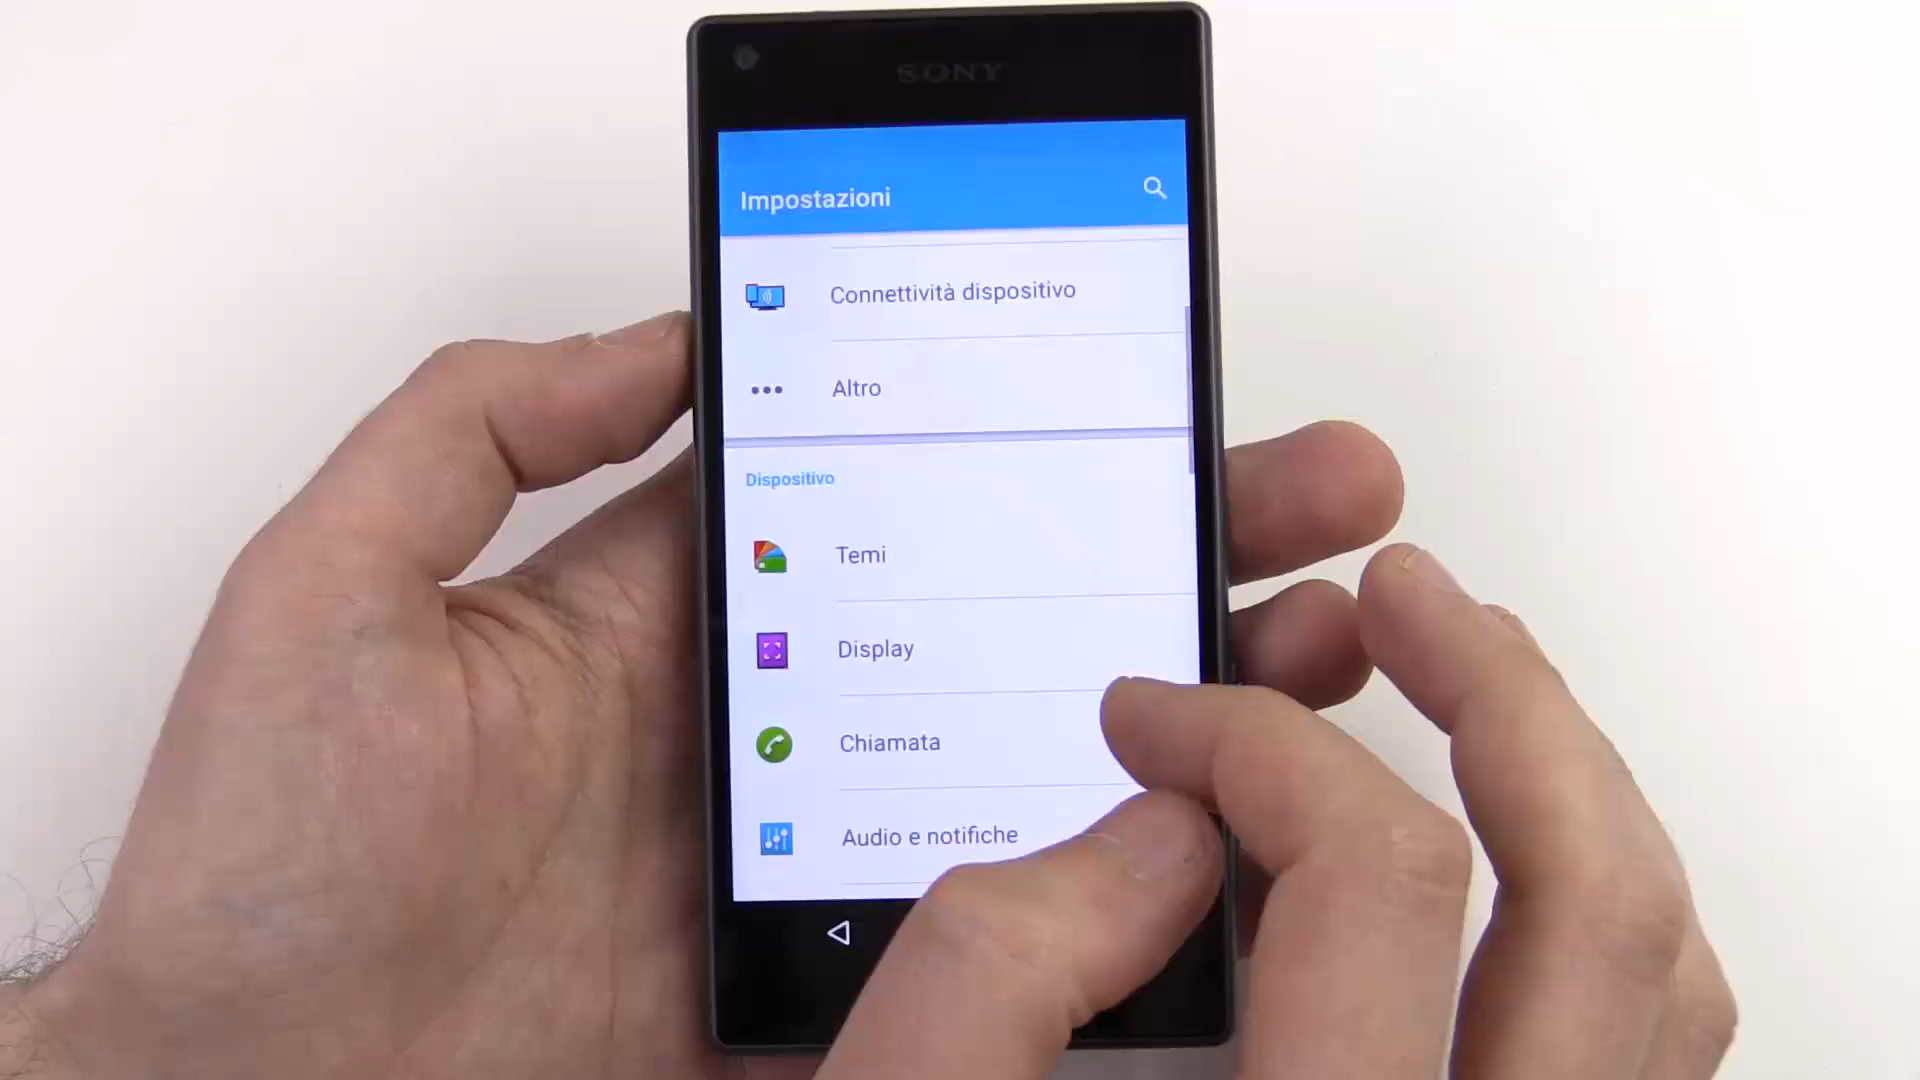 SONY
Impostazioni
Connettività dispositivo
Altro
Dispositivo
Temi
Display
Chiamata
Audio e notifiche